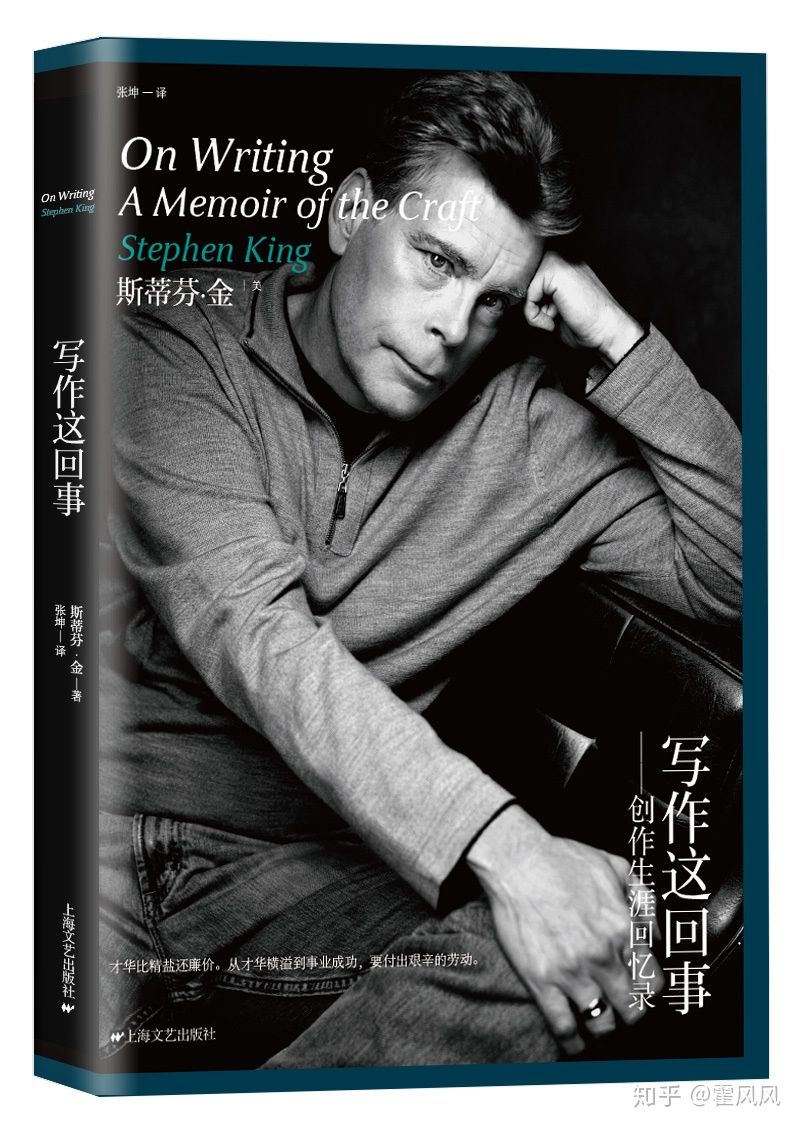 张坤 — 译
On Writing
A Memoir of the Craft
Stephen King
斯蒂芬·金 | 美
写作这回事
——创作生涯回忆录
才华比精盐还廉价。从才华横溢到事业成功，要付出艰辛的劳动。
上海文艺出版社
On Writing
Stephen King
写作这回事
斯蒂芬·金—著
张坤—译
上海文艺出版社
知乎 @霍风风